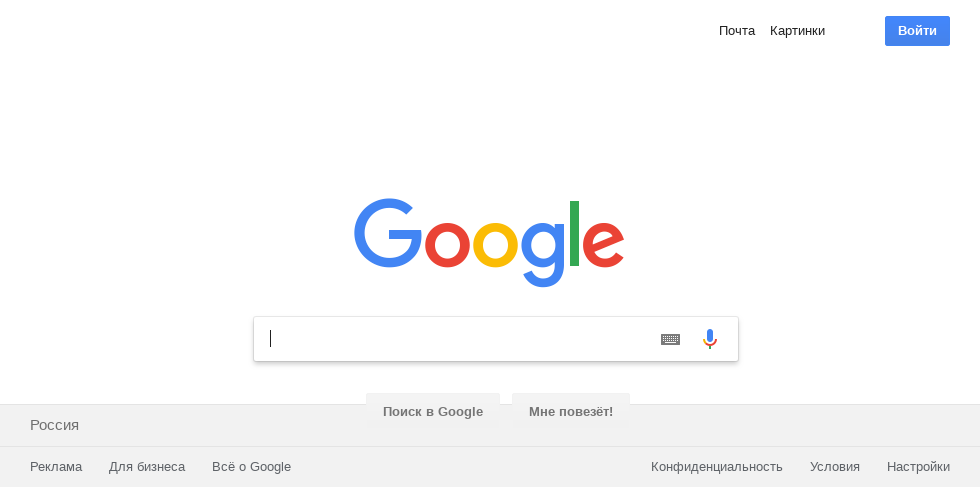 Почта Картинки Войти
Google
Поиск в Google Мне повезёт!
Россия
Реклама Для бизнеса Всё о Google Конфиденциальность Условия Настройки